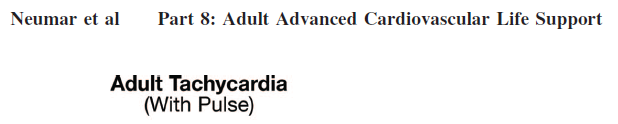 Neumar et al Part 8: Adult Advanced Cardiovascular Life Support
Adult Tachycardia
(With Pulse)